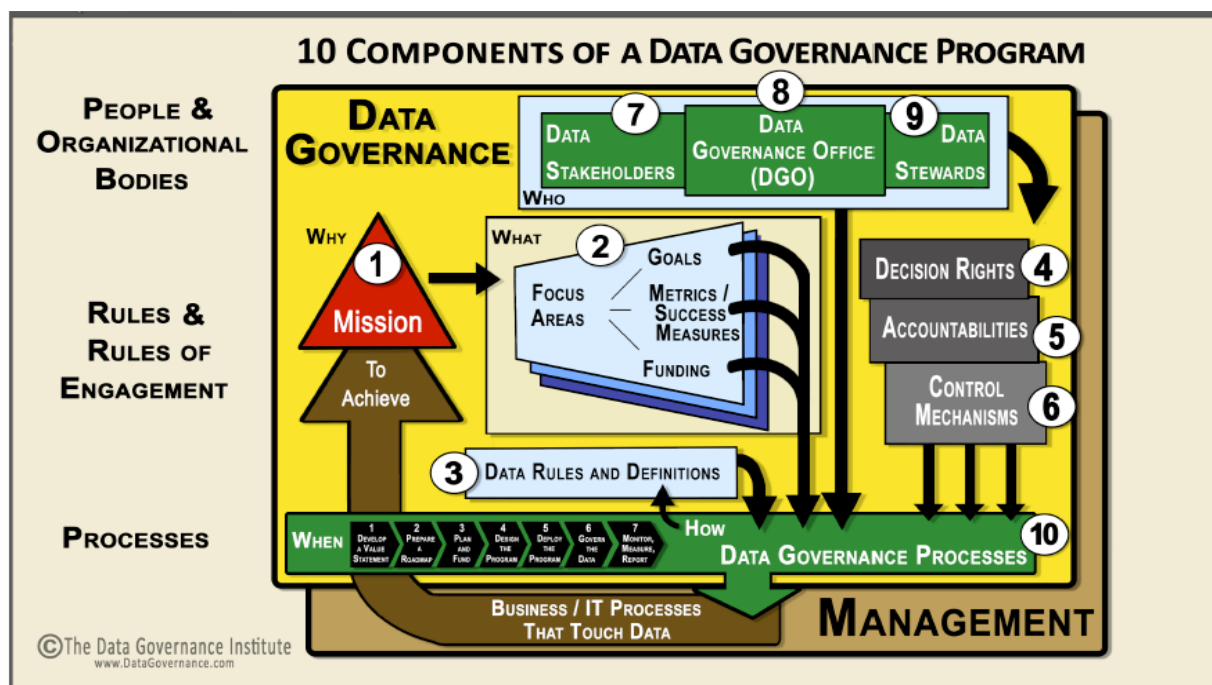 10 Components of a Data Governance Program
People &
Organizational
Bodies
Rules &
Rules of
Engagement
Processes
Data
Governance
7
Data
Stakeholders
8
Data
Governance Office
(DGO)
9
Data
Stewards
Who
Why
1
Mission
To
Achieve
What
2
Focus
Areas
Goals
Metrics /
Success
Measures
Funding
Decision Rights
4
Accountabilities
5
Control
Mechanisms
6
3
Data Rules and Definitions
When
1
Develop
a Value
Statement
2
Prepare
a
Roadmap
3
Plan
and
Fund
4
Design
the
Program
5
Deploy
the
Program
6
Govern
the
Data
7
Monitor,
Measure,
Report
How
Data Governance Processes
10
Business / IT Processes
That Touch Data
Management
©The Data Governance Institute
www.DataGovernance.com